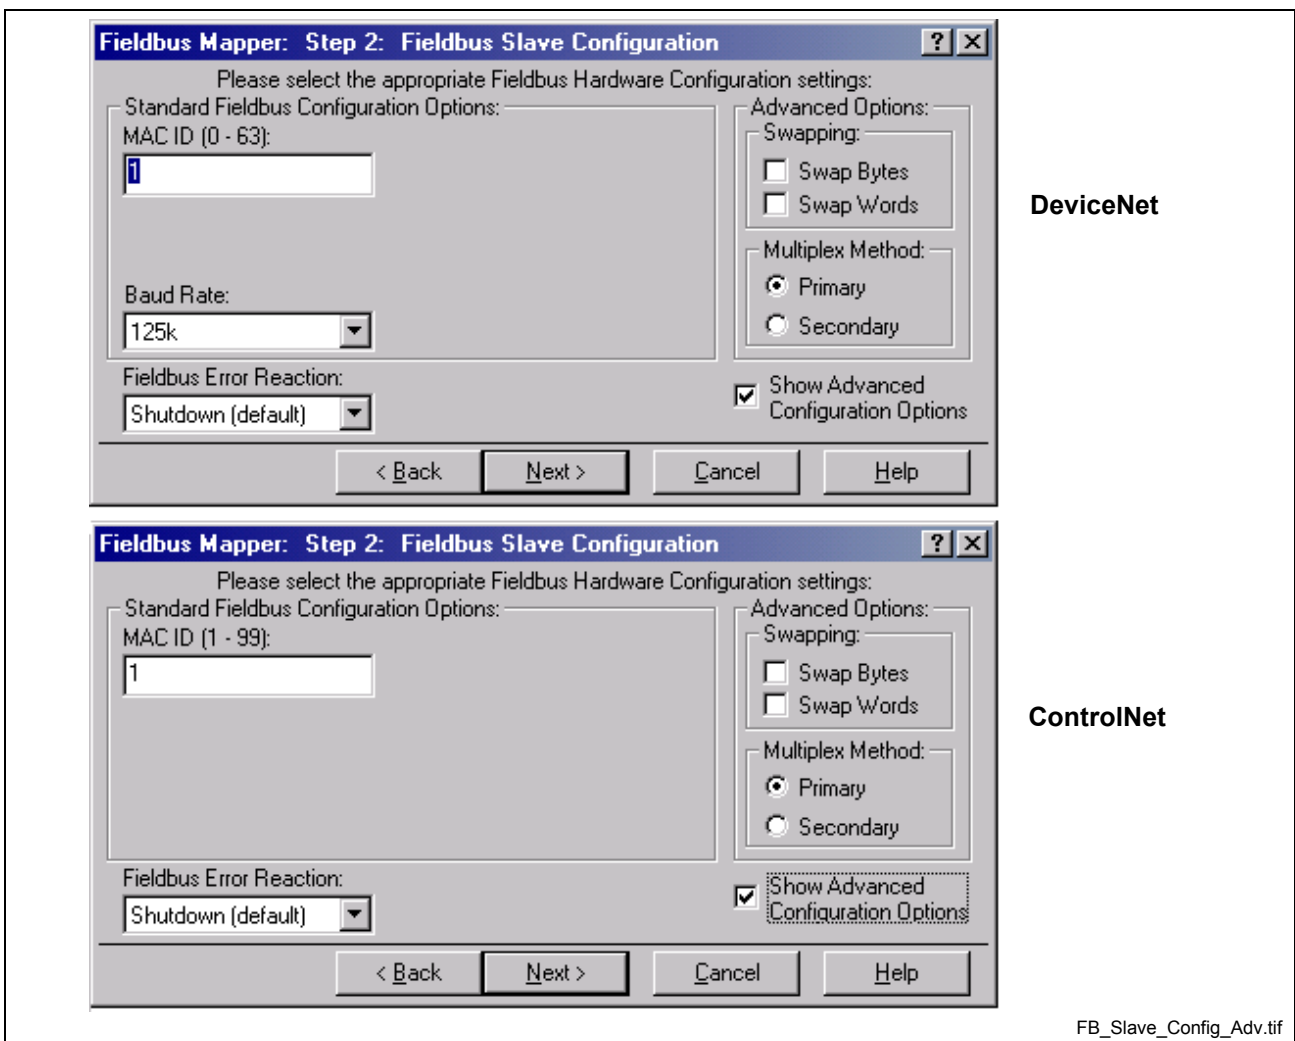 Fieldbus Mapper: Step 2: Fieldbus Slave Configuration
Please select the appropriate Fieldbus Hardware Configuration settings:
Standard Fieldbus Configuration Options:
MAC ID (0 - 63):
1
Baud Rate:
125k
Advanced Options:
Swapping:
Swap Bytes
Swap Words
Multiplex Method:
Primary
Secondary
Fieldbus Error Reaction:
Shutdown (default)
Show Advanced
Configuration Options
< Back
Next >
Cancel
Help
DeviceNet
Fieldbus Mapper: Step 2: Fieldbus Slave Configuration
Please select the appropriate Fieldbus Hardware Configuration settings:
Standard Fieldbus Configuration Options:
MAC ID (1 - 99):
1
Advanced Options:
Swapping:
Swap Bytes
Swap Words
Multiplex Method:
Primary
Secondary
Fieldbus Error Reaction:
Shutdown (default)
Show Advanced
Configuration Options
< Back
Next >
Cancel
Help
ControlNet
FB_Slave_Config_Adv.tif